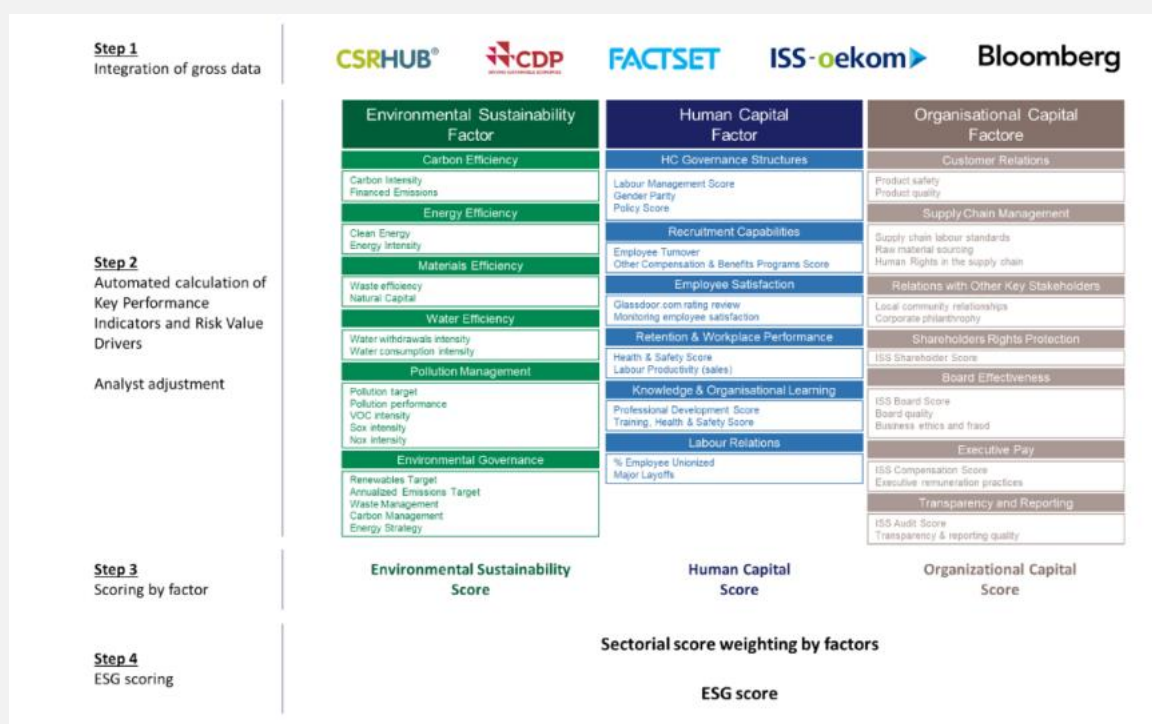 Step 1
Integration of gross data
CSRHUB®
CDP
DRIVING SUSTAINABLE ECONOMIES
FACTSET
ISS-oekom
Bloomberg
Step 2
Automated calculation of
Key Performance
Indicators and Risk Value
Drivers
Analyst adjustment
Environmental Sustainability
Factor
Carbon Efficiency
Carbon Intensity
Financed Emissions
Energy Efficiency
Clean Energy
Energy Intensity
Materials Efficiency
Waste efficiency
Natural Capital
Water Efficiency
Water withdrawals intensity
Water consumption intensity
Pollution Management
Pollution target
Pollution performance
VOC intensity
Sox intensity
Nox intensity
Environmental Governance
Renewables Target
Annualized Emissions Target
Waste Management
Carbon Management
Energy Strategy
Human Capital
Factor
HC Governance Structures
Labour Management Score
Gender Parity
Policy Score
Recruitment Capabilities
Employee Turnover
Other Compensation & Benefits Programs Score
Employee Satisfaction
Glassdoor.com rating review
Monitoring employee satisfaction
Retention & Workplace Performance
Health & Safety Score
Labour Productivity (sales)
Knowledge & Organisational Learning
Professional Development Score
Training, Health & Safety Score
Labour Relations
% Employee Unionized
Major Layoffs
Organisational Capital
Factore
Customer Relations
Product safety
Product quality
Supply Chain Management
Supply chain labour standards
Raw material sourcing
Human Rights in the supply chain
Relations with Other Key Stakeholders
Local community relationships
Corporate philanthropy
Shareholders Rights Protection
ISS Shareholder Score
Board Effectiveness
ISS Board Score
Board quality
Business ethics and fraud
Executive Pay
ISS Compensation Score
Executive remuneration practices
Transparency and Reporting
ISS Audit Score
Transparency & reporting quality
Step 3
Scoring by factor
Environmental Sustainability
Score
Human Capital
Score
Organizational Capital
Score
Step 4
ESG scoring
Sectorial score weighting by factors
ESG score